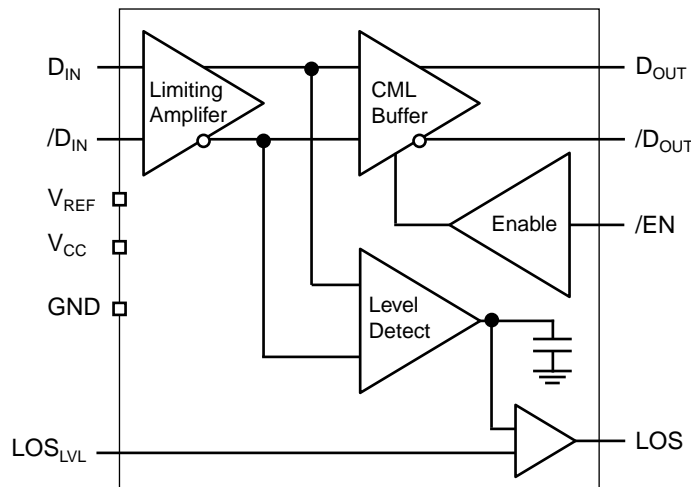 D_IN
Limiting
Amplifer
CML
Buffer
D_OUT
/D_IN
/D_OUT
V_REF
Enable
/EN
V_CC
GND
Level
Detect
LOS_LVL
LOS